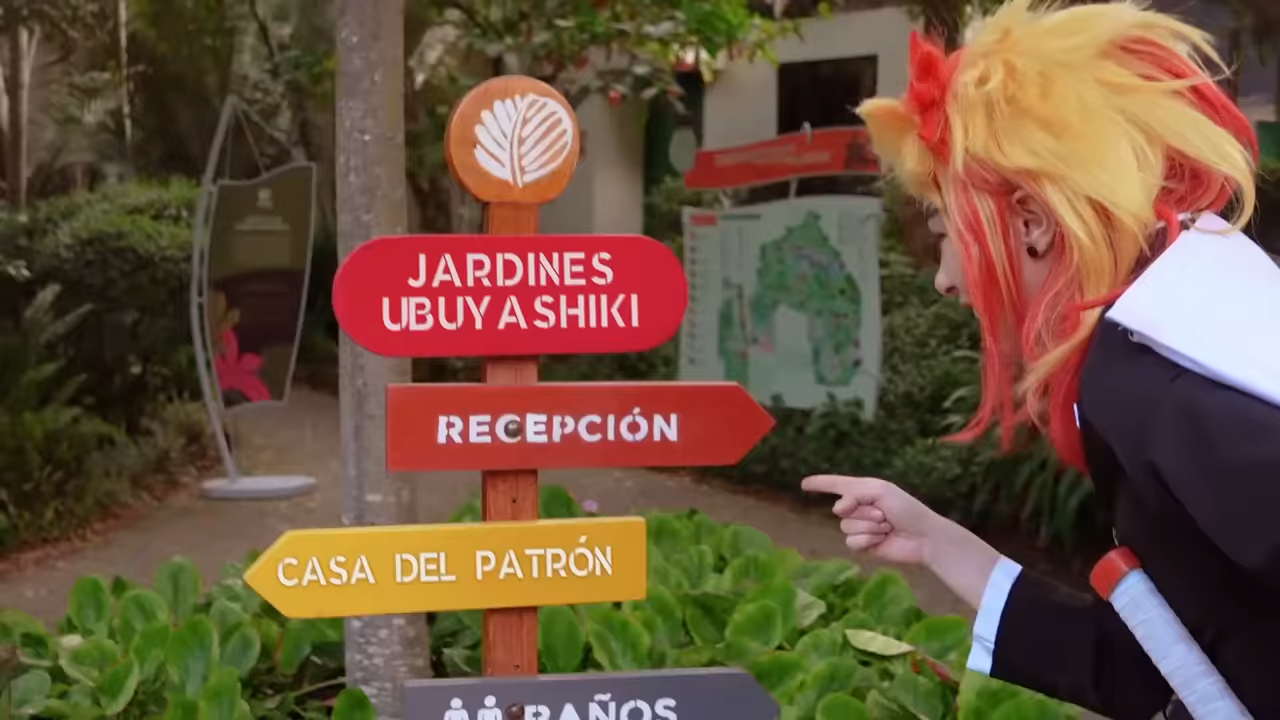 JARDINES
UBUYASHIKI
RECEPCIÓN
CASA DEL PATRÓN
BAÑOS